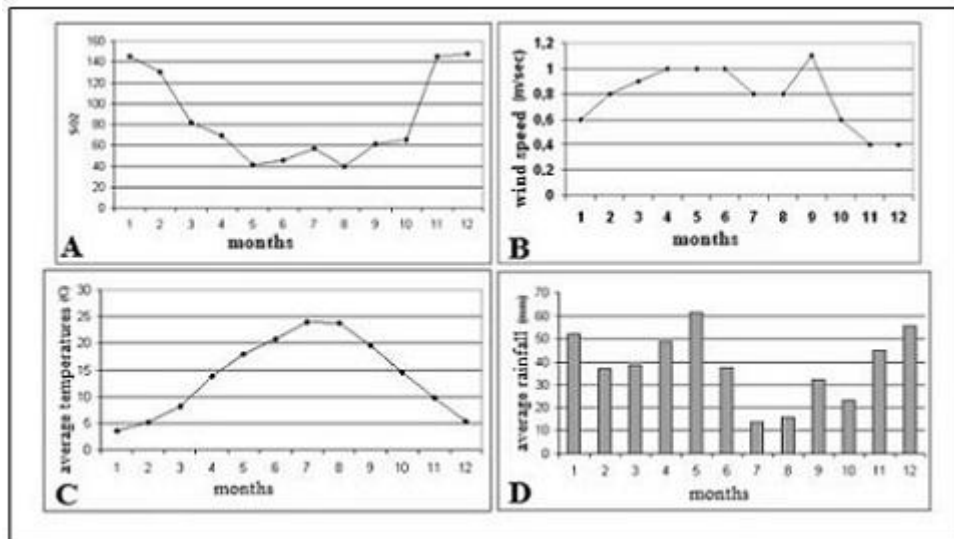 160
140
120
100
80
60
40
20
0
so2
1 2 3 4 5 6 7 8 9 10 11 12
months
A
1,2
1
0,8
0,6
0,4
0,2
0
wind speed (m/sec)
1 2 3 4 5 6 7 8 9 10 11 12
months
B
30
25
20
15
10
5
0
average temperatures (C)
1 2 3 4 5 6 7 8 9 10 11 12
months
C
70
60
50
40
30
20
10
0
average rainfall (mm)
1 2 3 4 5 6 7 8 9 10 11 12
months
D